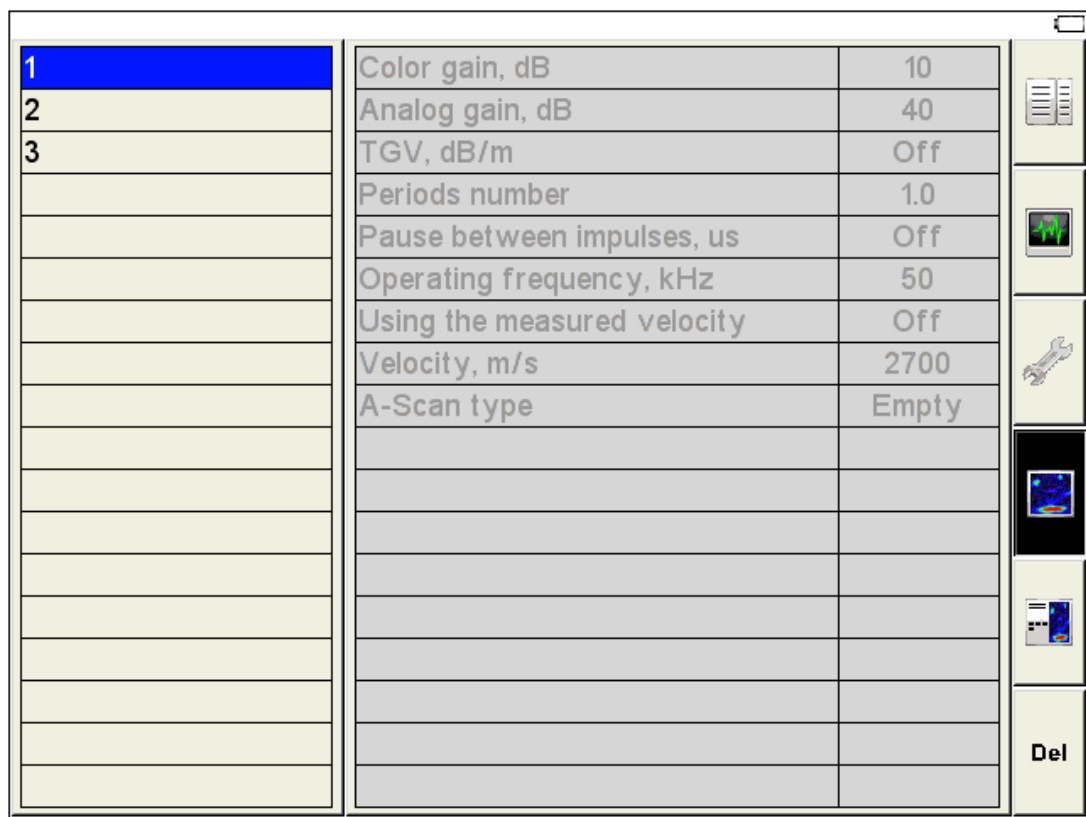 1
2
3
Color gain, dB 10
Analog gain, dB 40
TGV, dB/m Off
Periods number 1.0
Pause between impulses, us Off
Operating frequency, kHz 50
Using the measured velocity Off
Velocity, m/s 2700
A-Scan type Empty
Del